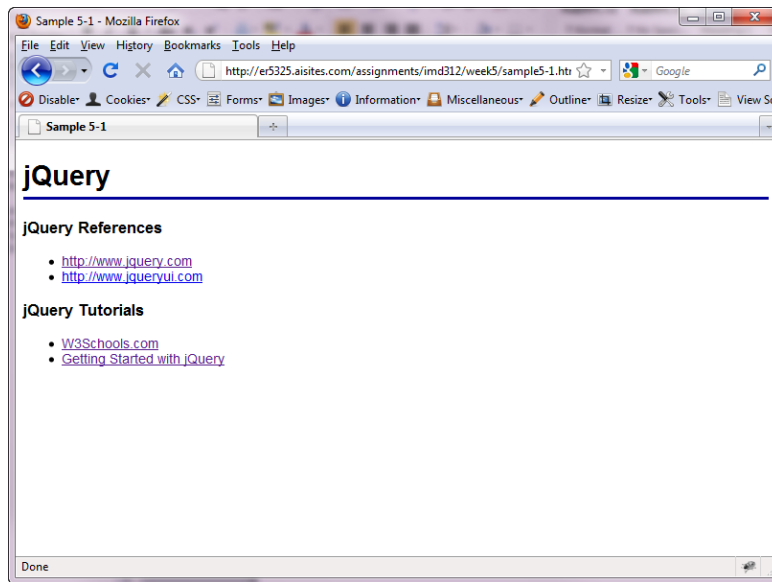 Sample 5-1 - Mozilla Firefox
File Edit View History Bookmarks Tools Help
http://er5325.aisites.com/assignments/imd312/week5/sample5-1.htm Google
Disable Cookies CSS Forms Images Information Miscellaneous Outline Resize Tools View
Sample 5-1
jQuery
jQuery References
http://www.jquery.com
http://www.jqueryui.com
jQuery Tutorials
W3Schools.com
Getting Started with jQuery
Done